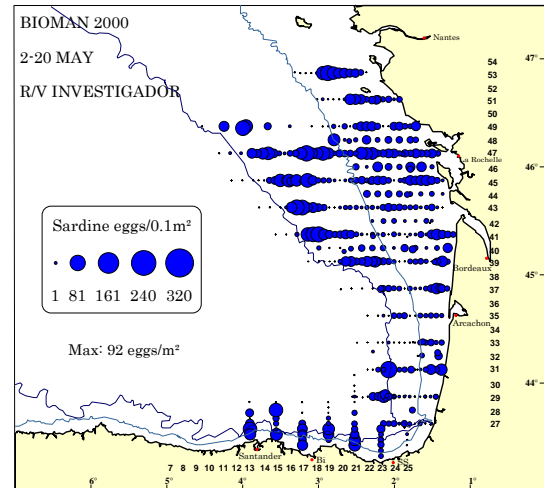 BIOMAN 2000
2-20 MAY
R/V INVESTIGADOR
Nantes
47°
La Rochelle
46°
Sardine eggs/0.1m²
1 81 161 240 320
Max: 92 eggs/m²
Bordeaux
45°
Arcachon
44°
54
53
52
51
50
49
48
47
46
45
44
43
42
41
40
39
38
37
36
35
34
33
32
31
30
29
28
27
Santander
Bi
SS
7 8 9 10 11 12 13 14 15 16 17 18 19 20 21 22 23 24 25
6° 5° 4° 3° 2° 1°